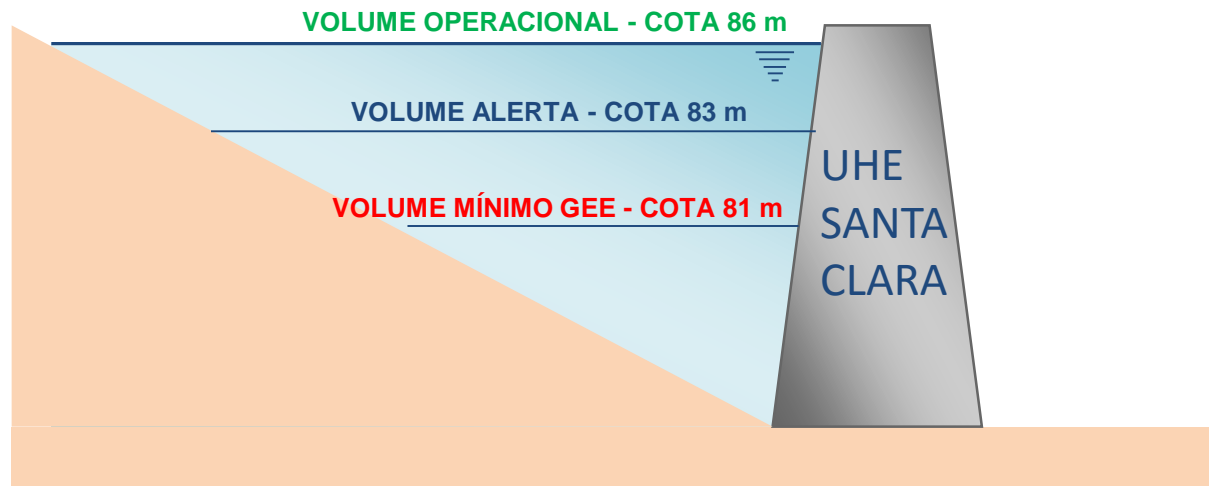 VOLUME OPERACIONAL - COTA 86 m
VOLUME ALERTA - COTA 83 m
VOLUME MÍNIMO GEE - COTA 81 m
UHE
SANTA
CLARA